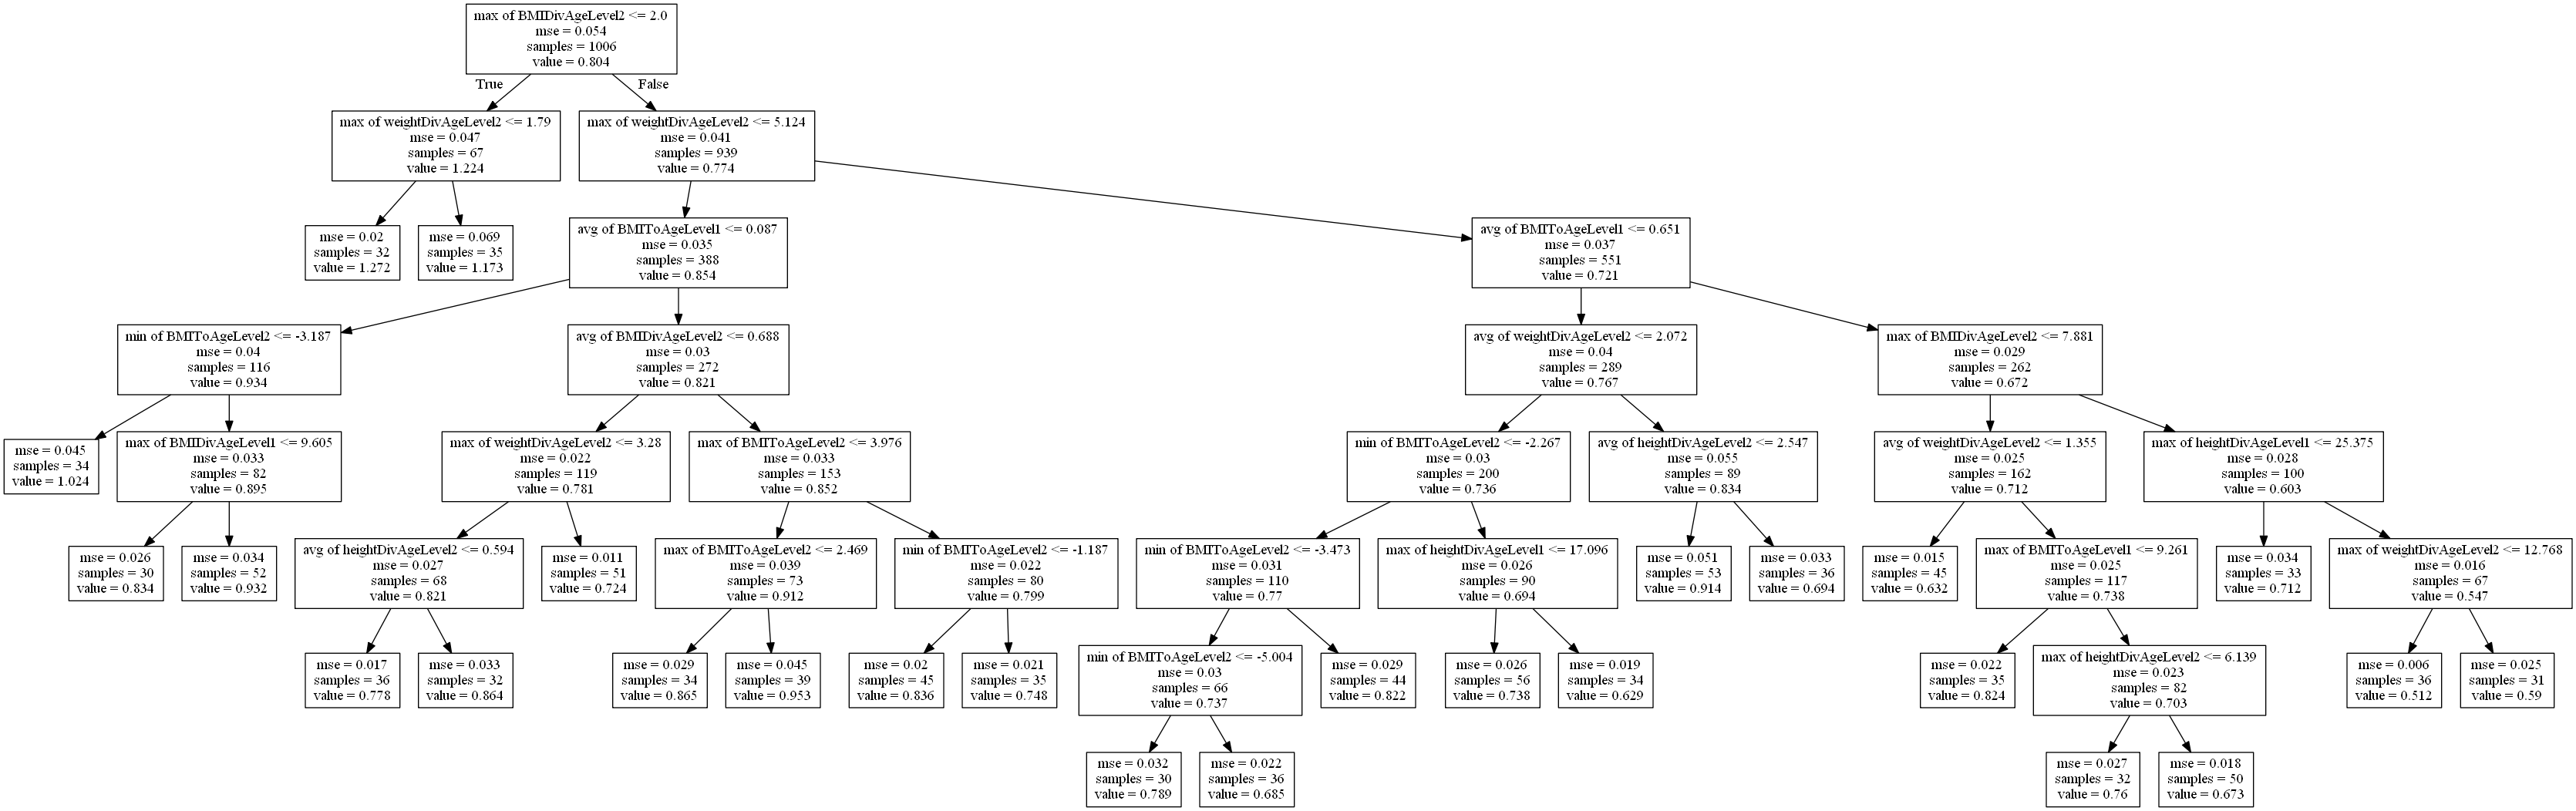 max of BMIDivAgeLevel2 <= 2.0
mse = 0.054
samples = 1006
value = 0.804
True
False
max of weightDivAgeLevel2 <= 1.79
mse = 0.047
samples = 67
value = 1.224
max of weightDivAgeLevel2 <= 5.124
mse = 0.041
samples = 939
value = 0.774
mse = 0.02
samples = 32
value = 1.272
mse = 0.069
samples = 35
value = 1.173
avg of BMIToAgeLevel1 <= 0.087
mse = 0.035
samples = 388
value = 0.854
avg of BMIToAgeLevel1 <= 0.651
mse = 0.037
samples = 551
value = 0.721
min of BMIToAgeLevel2 <= -3.187
mse = 0.04
samples = 116
value = 0.934
avg of BMIDivAgeLevel2 <= 0.688
mse = 0.03
samples = 272
value = 0.821
avg of weightDivAgeLevel2 <= 2.072
mse = 0.04
samples = 289
value = 0.767
max of BMIDivAgeLevel2 <= 7.881
mse = 0.029
samples = 262
value = 0.672
mse = 0.045
samples = 34
value = 1.024
max of BMIDivAgeLevel1 <= 9.605
mse = 0.033
samples = 82
value = 0.895
max of weightDivAgeLevel2 <= 3.28
mse = 0.022
samples = 119
value = 0.781
max of BMIToAgeLevel2 <= 3.976
mse = 0.033
samples = 153
value = 0.852
min of BMIToAgeLevel2 <= -2.267
mse = 0.03
samples = 200
value = 0.736
avg of heightDivAgeLevel2 <= 2.547
mse = 0.055
samples = 89
value = 0.834
avg of weightDivAgeLevel2 <= 1.355
mse = 0.025
samples = 162
value = 0.712
max of heightDivAgeLevel1 <= 25.375
mse = 0.028
samples = 100
value = 0.603
mse = 0.026
samples = 30
value = 0.834
mse = 0.034
samples = 52
value = 0.932
avg of heightDivAgeLevel2 <= 0.594
mse = 0.027
samples = 68
value = 0.821
mse = 0.011
samples = 51
value = 0.724
max of BMIToAgeLevel2 <= 2.469
mse = 0.039
samples = 73
value = 0.912
min of BMIToAgeLevel2 <= -1.187
mse = 0.022
samples = 80
value = 0.799
min of BMIToAgeLevel2 <= -3.473
mse = 0.031
samples = 110
value = 0.77
max of heightDivAgeLevel1 <= 17.096
mse = 0.026
samples = 90
value = 0.694
mse = 0.051
samples = 53
value = 0.914
mse = 0.033
samples = 36
value = 0.694
mse = 0.015
samples = 45
value = 0.632
max of BMIToAgeLevel1 <= 9.261
mse = 0.025
samples = 117
value = 0.738
mse = 0.034
samples = 33
value = 0.712
max of weightDivAgeLevel2 <= 12.768
mse = 0.016
samples = 67
value = 0.547
mse = 0.017
samples = 36
value = 0.778
mse = 0.033
samples = 32
value = 0.864
mse = 0.029
samples = 34
value = 0.865
mse = 0.045
samples = 39
value = 0.953
mse = 0.02
samples = 45
value = 0.836
mse = 0.021
samples = 35
value = 0.748
min of BMIToAgeLevel2 <= -5.004
mse = 0.03
samples = 66
value = 0.737
mse = 0.029
samples = 44
value = 0.822
mse = 0.026
samples = 56
value = 0.738
mse = 0.019
samples = 34
value = 0.629
mse = 0.022
samples = 35
value = 0.824
max of heightDivAgeLevel2 <= 6.139
mse = 0.023
samples = 82
value = 0.703
mse = 0.006
samples = 36
value = 0.512
mse = 0.025
samples = 31
value = 0.59
mse = 0.032
samples = 30
value = 0.789
mse = 0.022
samples = 36
value = 0.685
mse = 0.027
samples = 32
value = 0.76
mse = 0.018
samples = 50
value = 0.673